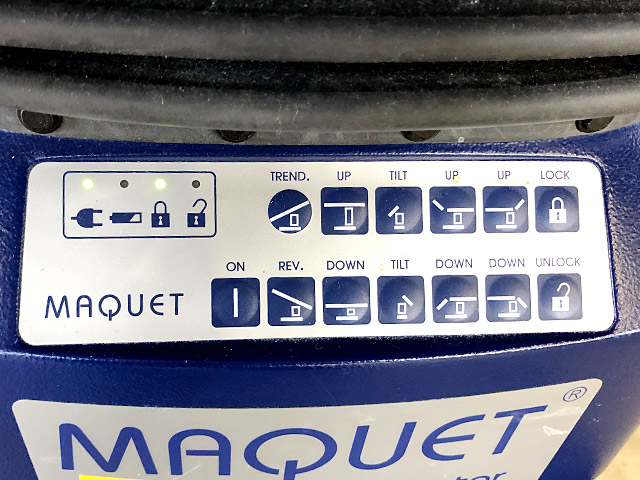 TREND. UP TILT UP UP LOCK
ON REV. DOWN TILT DOWN DOWN UNLOCK
MAQUET
MAQUET ®